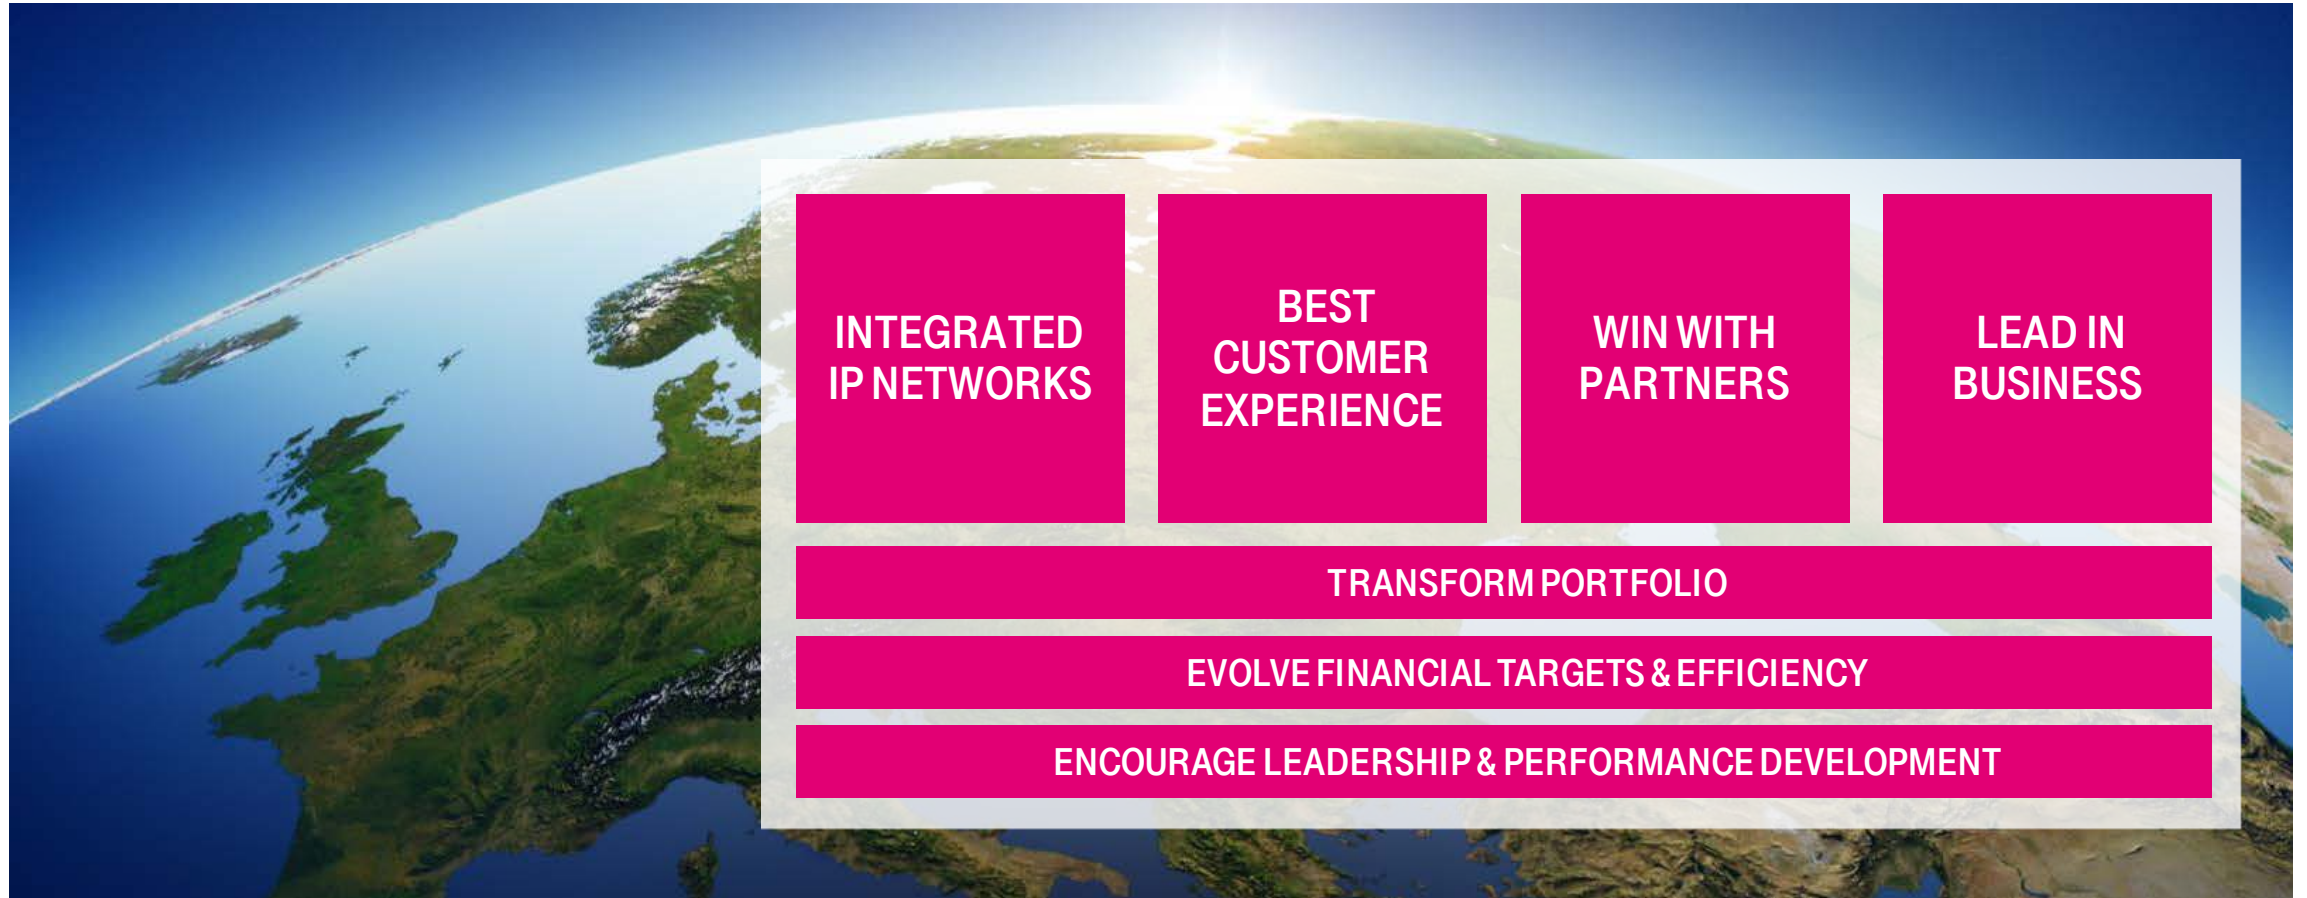 INTEGRATED
IP NETWORKS
BEST
CUSTOMER
EXPERIENCE
WIN WITH
PARTNERS
LEAD IN
BUSINESS
TRANSFORM PORTFOLIO
EVOLVE FINANCIAL TARGETS & EFFICIENCY
ENCOURAGE LEADERSHIP & PERFORMANCE DEVELOPMENT